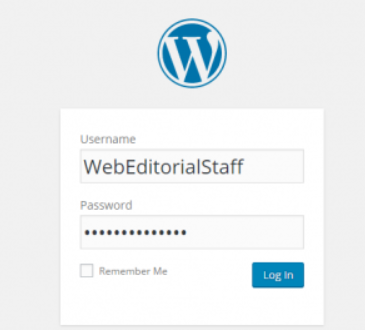 Username
WebEditorialStaff
Password
••••••••••••••
Remember Me
Log In